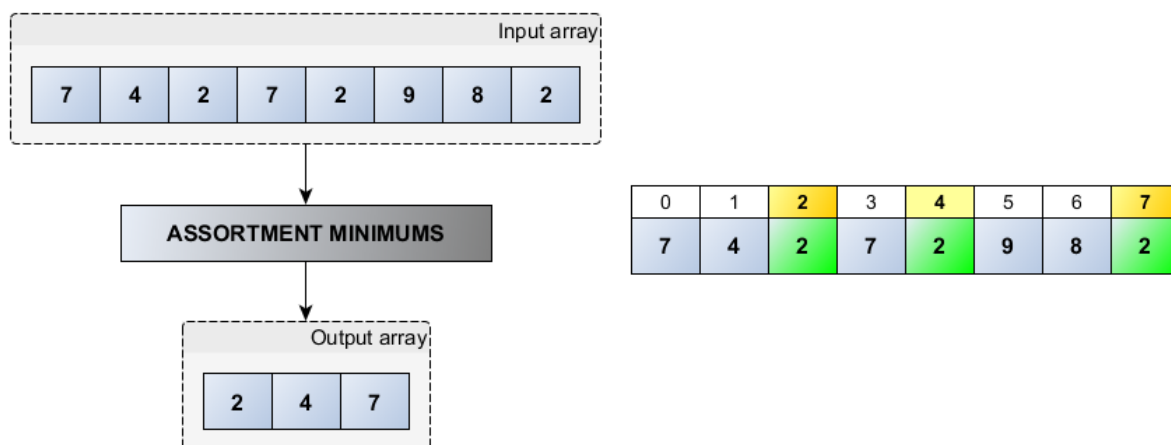 Input array
7 4 2 7 2 9 8 2
ASSORTMENT MINIMUMS
Output array
2 4 7
0 1 2 3 4 5 6 7
7 4 2 7 2 9 8 2